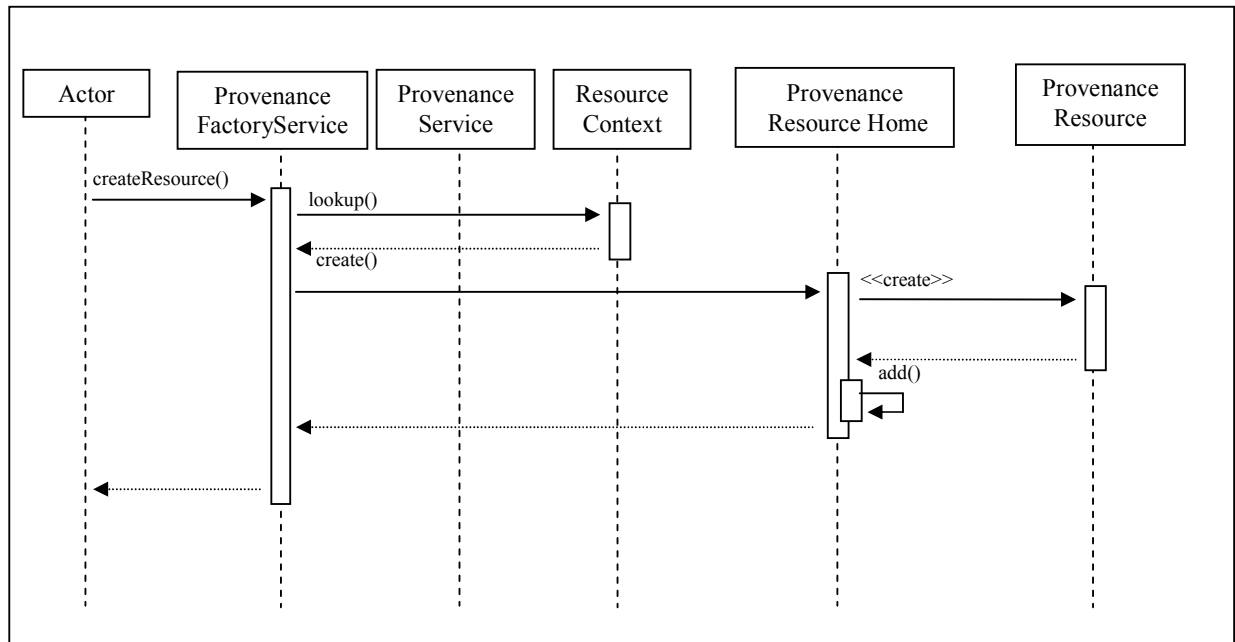 Actor
Provenance
FactoryService
Provenance
Service
Resource
Context
Provenance
Resource Home
Provenance
Resource
createResource()
lookup()
create()
<<create>>
add()